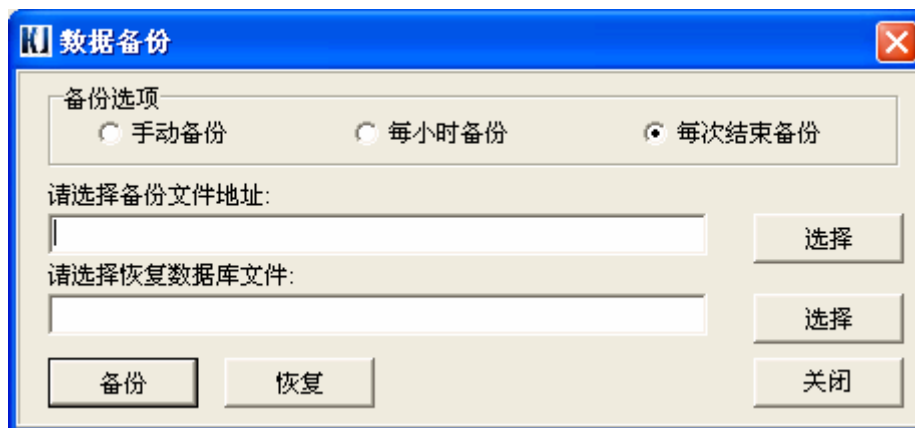 KJ 数据备份
备份选项
手动备份 每小时备份 每次结束备份
请选择备份文件地址:
选择
请选择恢复数据库文件:
选择
备份 恢复 关闭